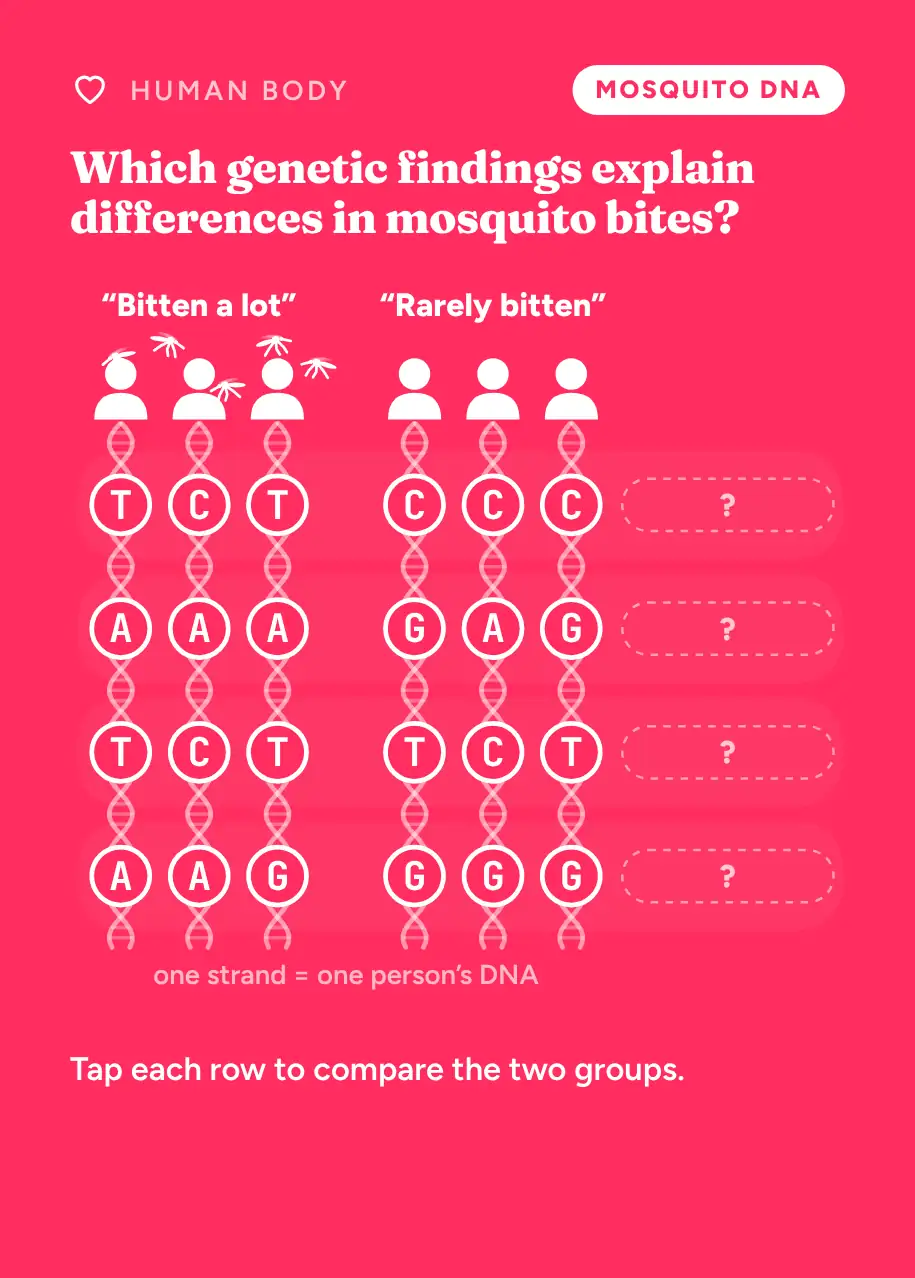 HUMAN BODY
MOSQUITO DNA
Which genetic findings explain
differences in mosquito bites?
“Bitten a lot” “Rarely bitten”
T C T C C C ?
A A A G A G ?
T C T T C T ?
A A G G G G ?
one strand = one person’s DNA
Tap each row to compare the two groups.